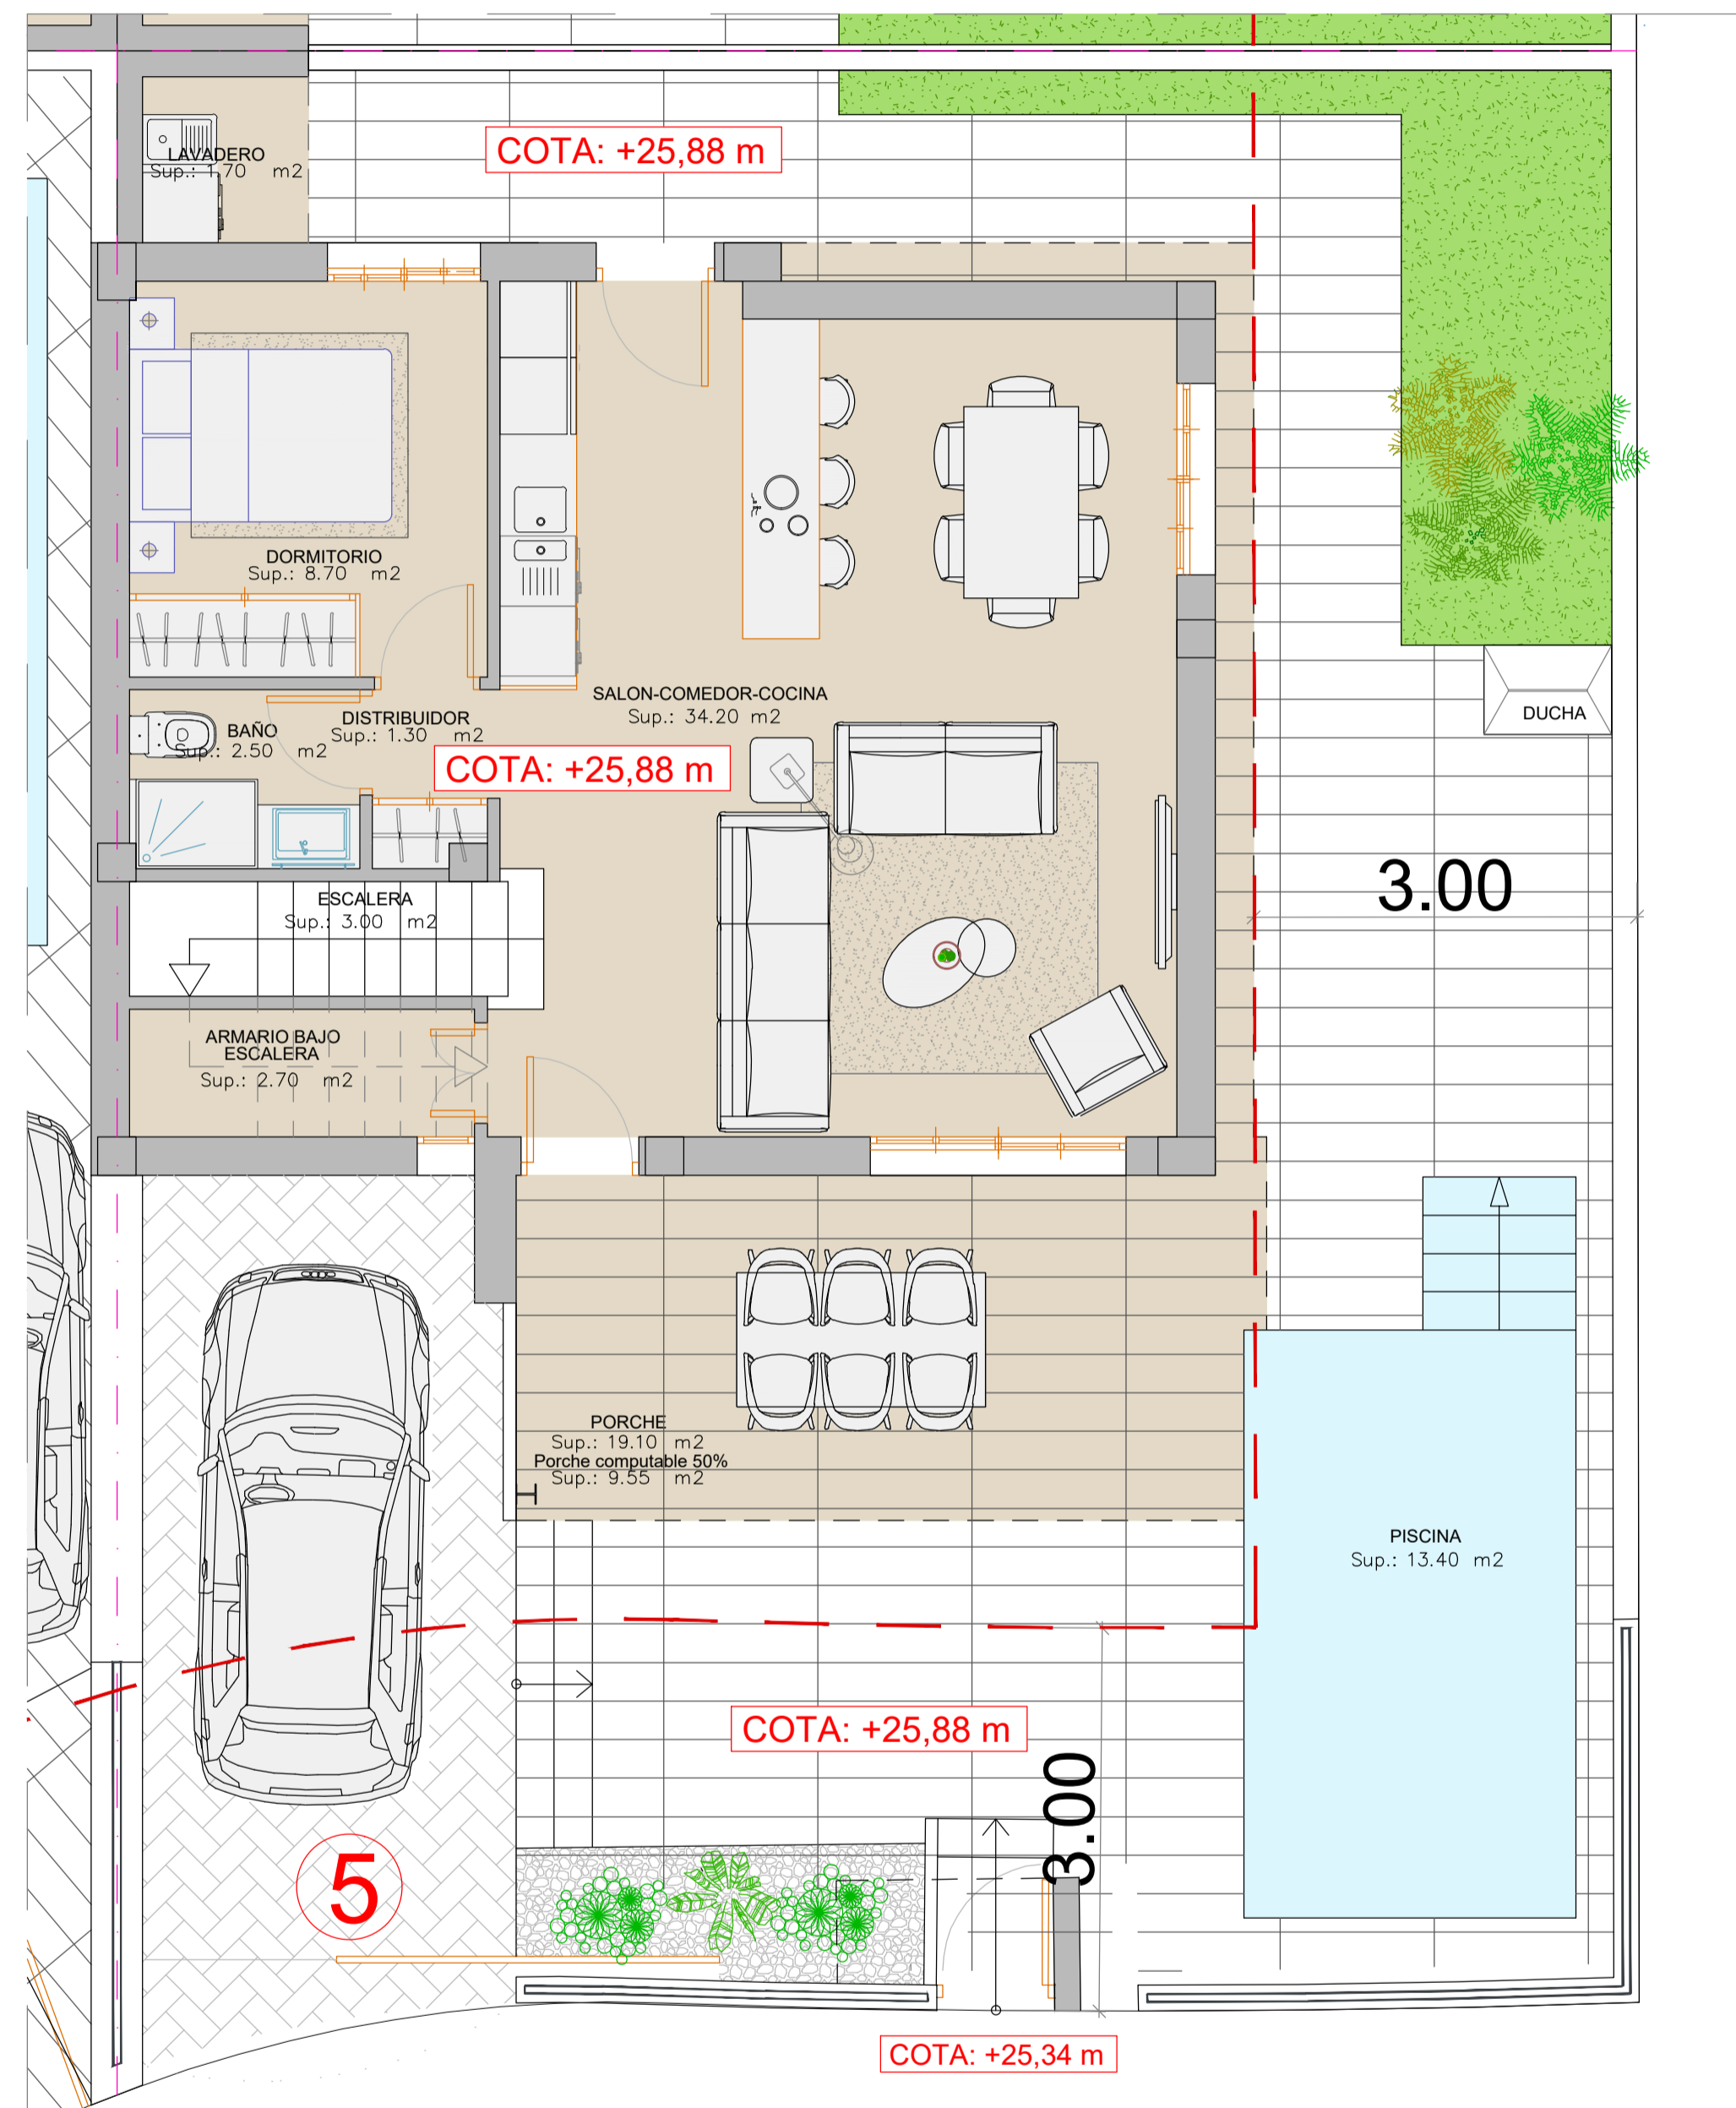 COTA: +25,88 m
LAVADERO
Sup.: 1.70 m2
DORMITORIO
Sup.: 8.70 m2
SALON-COMEDOR-COCINA
Sup.: 34.20 m2
DUCHA
BAÑO
Sup.: 2.50 m2
DISTRIBUIDOR
Sup.: 1.30 m2
COTA: +25,88 m
3.00
ESCALERA
Sup.: 3.00 m2
ARMARIO BAJO
ESCALERA
Sup.: 2.70 m2
PORCHE
Sup.: 19.10 m2
Porche computable 50%
Sup.: 9.55 m2
PISCINA
Sup.: 13.40 m2
COTA: +25,88 m
3.00
5
COTA: +25,34 m